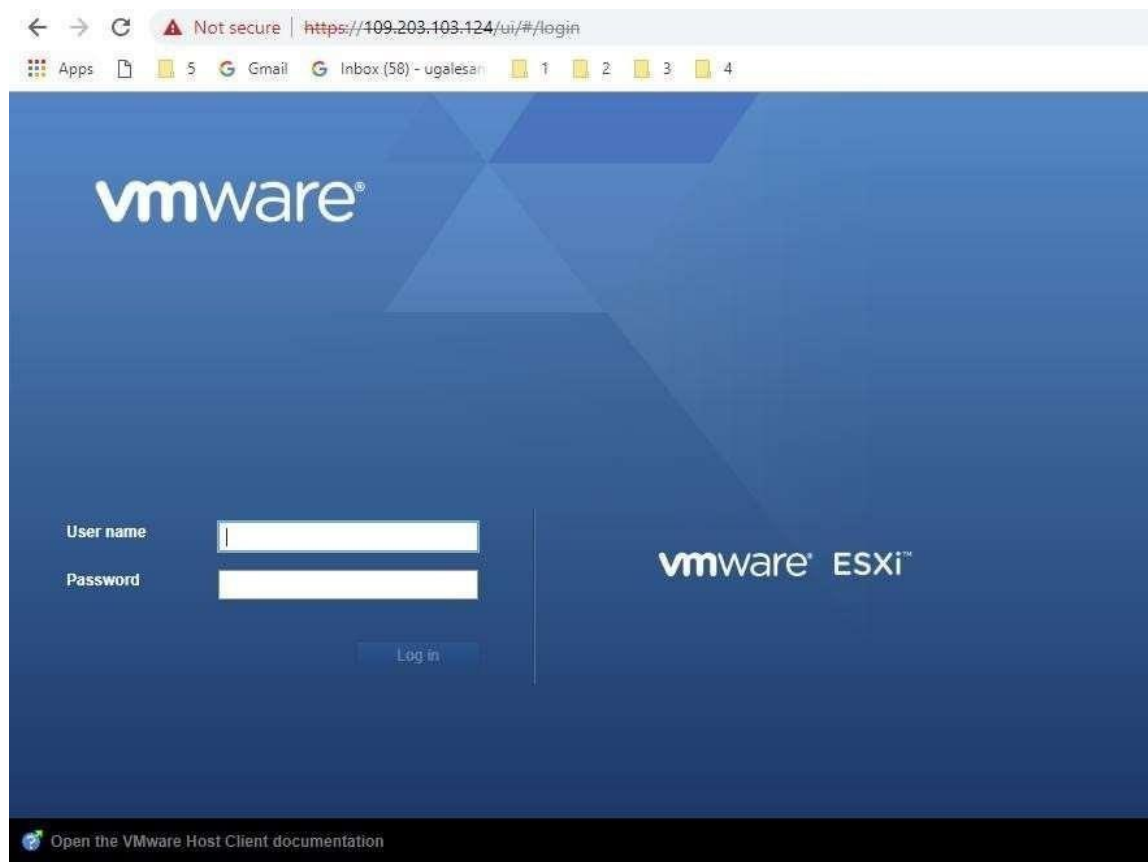 Not secure | https://109.203.103.124/ui/#/login
Apps 5 Gmail Inbox (58) - ugalesan 1 2 3 4
vmware®
User name
Password
Log in
vmware® ESXi™
Open the VMware Host Client documentation